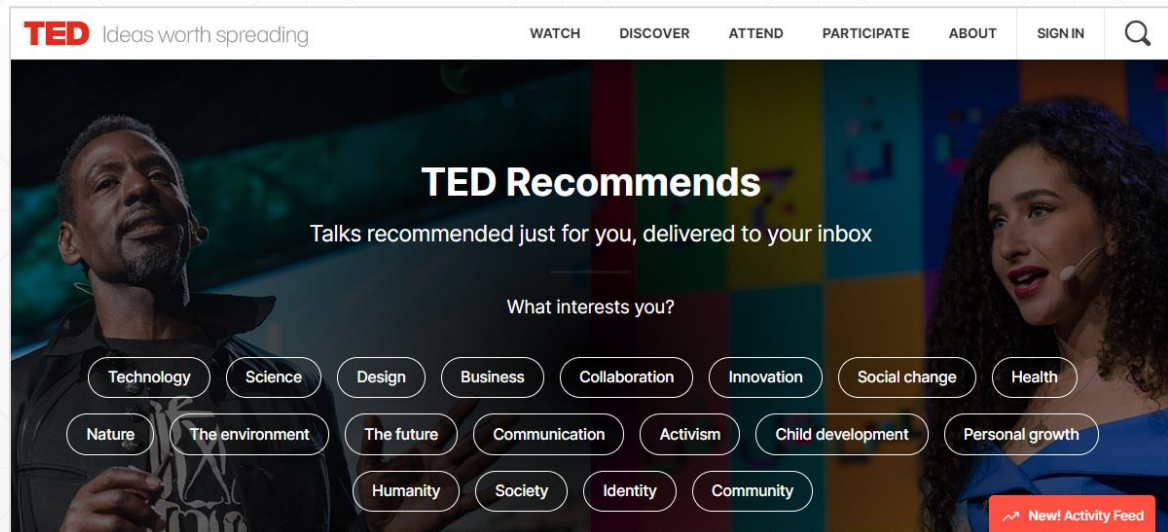 TED Ideas worth spreading WATCH DISCOVER ATTEND PARTICIPATE ABOUT SIGN IN
TED Recommends
Talks recommended just for you, delivered to your inbox
What interests you?
Technology Science Design Business Collaboration Innovation Social change Health
Nature The environment The future Communication Activism Child development Personal growth
Humanity Society Identity Community
New! Activity Feed